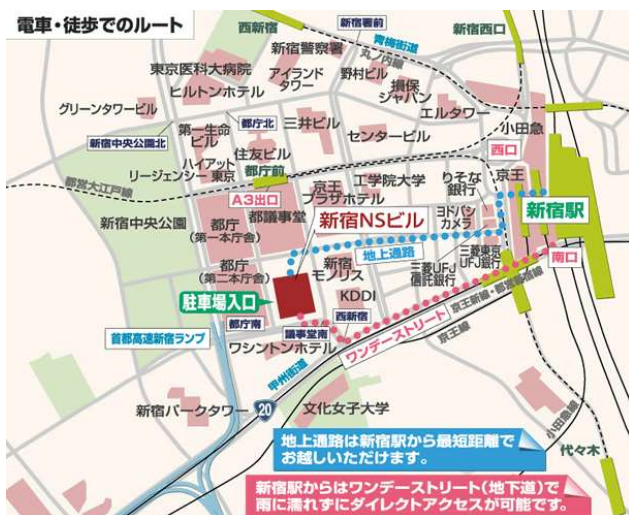 電車・徒歩でのルート
西新宿
新宿署前
青梅街道
新宿西口
新宿警察署
丸ノ内線
東京医科大病院
アイランド
タワー
野村ビル
損保
ジャパン
ヒルトンホテル
エルタワー
グリーンタワービル
都庁北
三井ビル
小田急
新宿中央公園北
第一生命
ビル
センタービル
住友ビル
西口
ハイアット
リージェンシー 東京
都庁前
都営大江戸線
A3出口
京王
プラザホテル
工学院大学
りそな
銀行
京王
新宿駅
新宿中央公園
都議事堂
ヨドバシ
カメラ
都庁
(第一本庁舎)
新宿NSビル
地上通路
三菱東京
UFJ銀行
南口
都庁
(第二本庁舎)
新宿
モノリス
三菱UFJ
信託銀行
京王新線・都営新宿線
駐車場入口
KDDI
京王線
都庁南
議事堂南
西新宿
ワンデーストリート
首都高速新宿ランプ
ワシントンホテル
甲州街道
新宿パークタワー
20
文化女子大学
小田急線
代々木
地上通路は新宿駅から最短距離で
お越しいただけます。
新宿駅からはワンデーストリート(地下道)で
雨に濡れずにダイレクトアクセスが可能です。